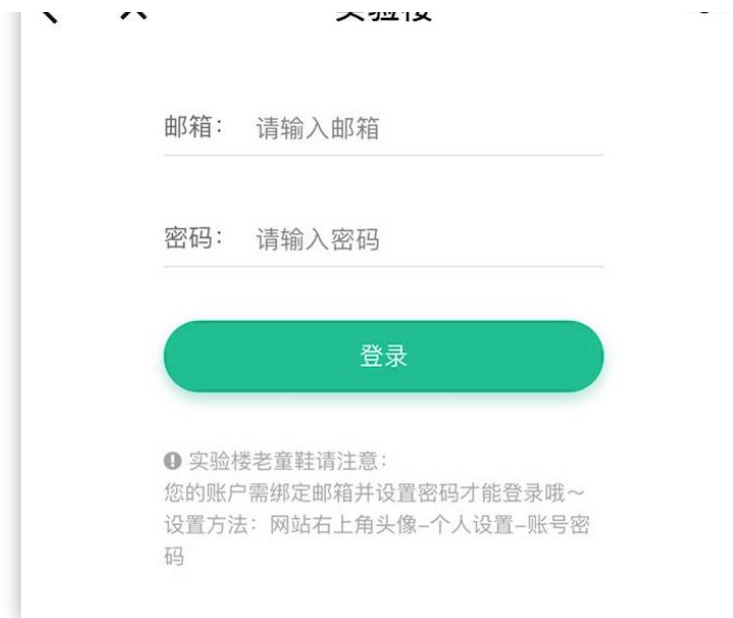 实验楼
邮箱： 请输入邮箱
密码： 请输入密码
登录
实验楼老童鞋请注意：
您的账户需绑定邮箱并设置密码才能登录哦～
设置方法：网站右上角头像–个人设置–账号密
码